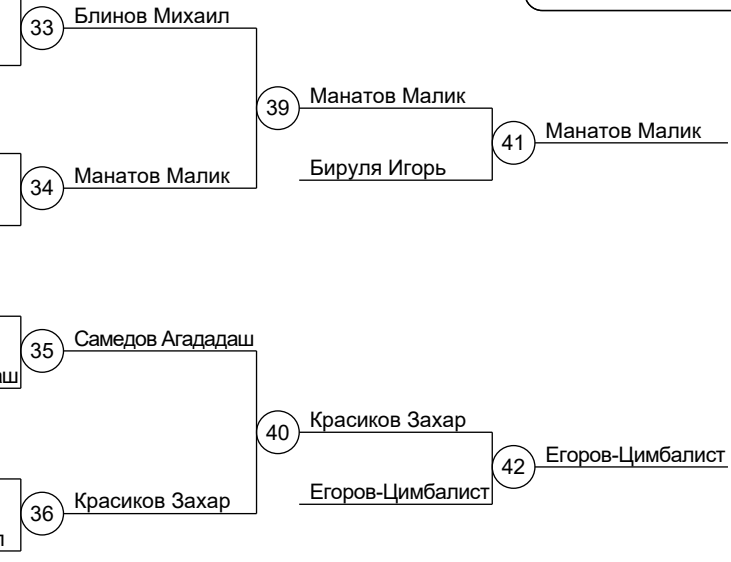 33 Блинов Михаил
39 Манатов Малик
41 Манатов Малик
Бируля Игорь
34 Манатов Малик
35 Самедов Агададаш
аш
40 Красиков Захар
42 Егоров-Цимбалист
Егоров-Цимбалист
36 Красиков Захар